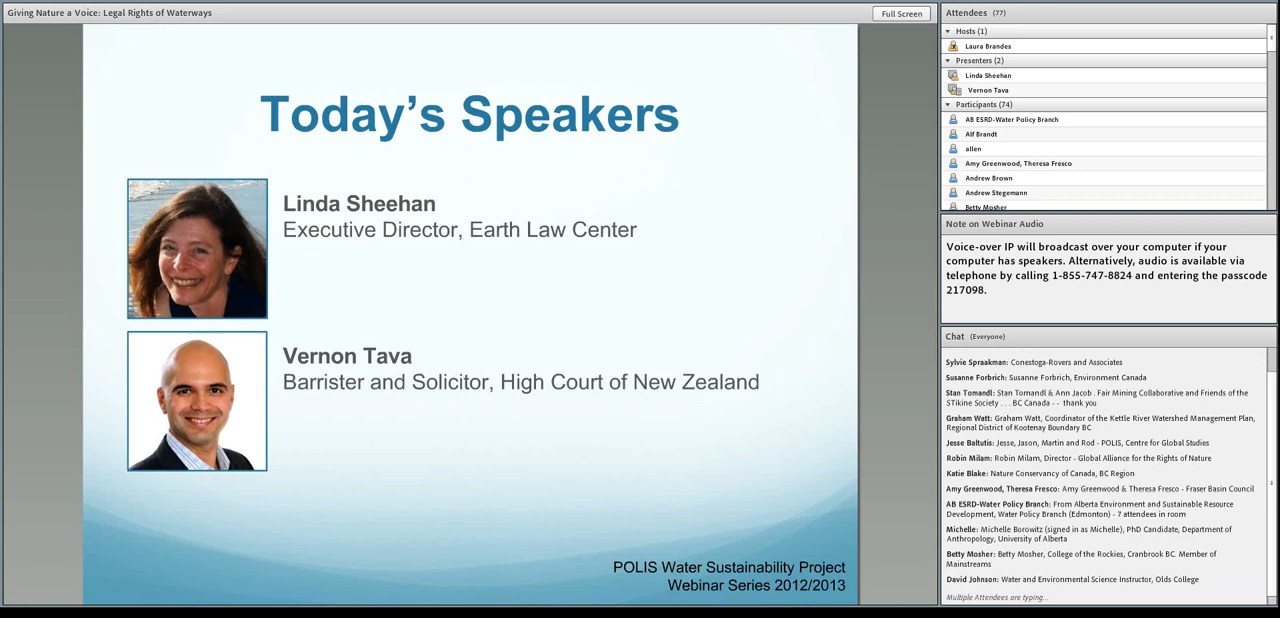 Giving Nature a Voice: Legal Rights of Waterways
Full Screen
Today's Speakers
Linda Sheehan
Executive Director, Earth Law Center
Vernon Tava
Barrister and Solicitor, High Court of New Zealand
POLIS Water Sustainability Project
Webinar Series 2012/2013
Attendees (77)
Hosts (1)
Laura Brandes
Presenters (2)
Linda Sheehan
Vernon Tava
Participants (74)
AB ESRD-Water Policy Branch
Alf Brandt
allen
Amy Greenwood, Theresa Fresco
Andrew Brown
Andrew Stegemann
Betty Mosher
Note on Webinar Audio
Voice-over IP will broadcast over your computer if your
computer has speakers. Alternatively, audio is available via
telephone by calling 1-855-747-8824 and entering the passcode
217098.
Chat (Everyone)
Sylvie Spraakman: Conestoga-Rovers and Associates
Susanne Forbrich: Susanne Forbrich, Environment Canada
Stan Tomandl: Stan Tomandl & Ann Jacob . Fair Mining Collaborative and Friends of the
STikine Society . . . BC Canada - - thank you
Graham Watt: Graham Watt, Coordinator of the Kettle River Watershed Management Plan,
Regional District of Kootenay Boundary BC
Jesse Baltutis: Jesse, Jason, Martin and Rod - POLIS, Centre for Global Studies
Robin Milam: Robin Milam, Director - Global Alliance for the Rights of Nature
Katie Blake: Nature Conservancy of Canada, BC Region
Amy Greenwood, Theresa Fresco: Amy Greenwood & Theresa Fresco - Fraser Basin Council
AB ESRD-Water Policy Branch: From Alberta Environment and Sustainable Resource
Development, Water Policy Branch (Edmonton) - 7 attendees in room
Michelle: Michelle Borowitz (signed in as Michelle), PhD Candidate, Department of
Anthropology, University of Alberta
Betty Mosher: Betty Mosher, College of the Rockies, Cranbrook BC. Member of
Mainstreams
David Johnson: Water and Environmental Science Instructor, Olds College
Multiple Attendees are typing...